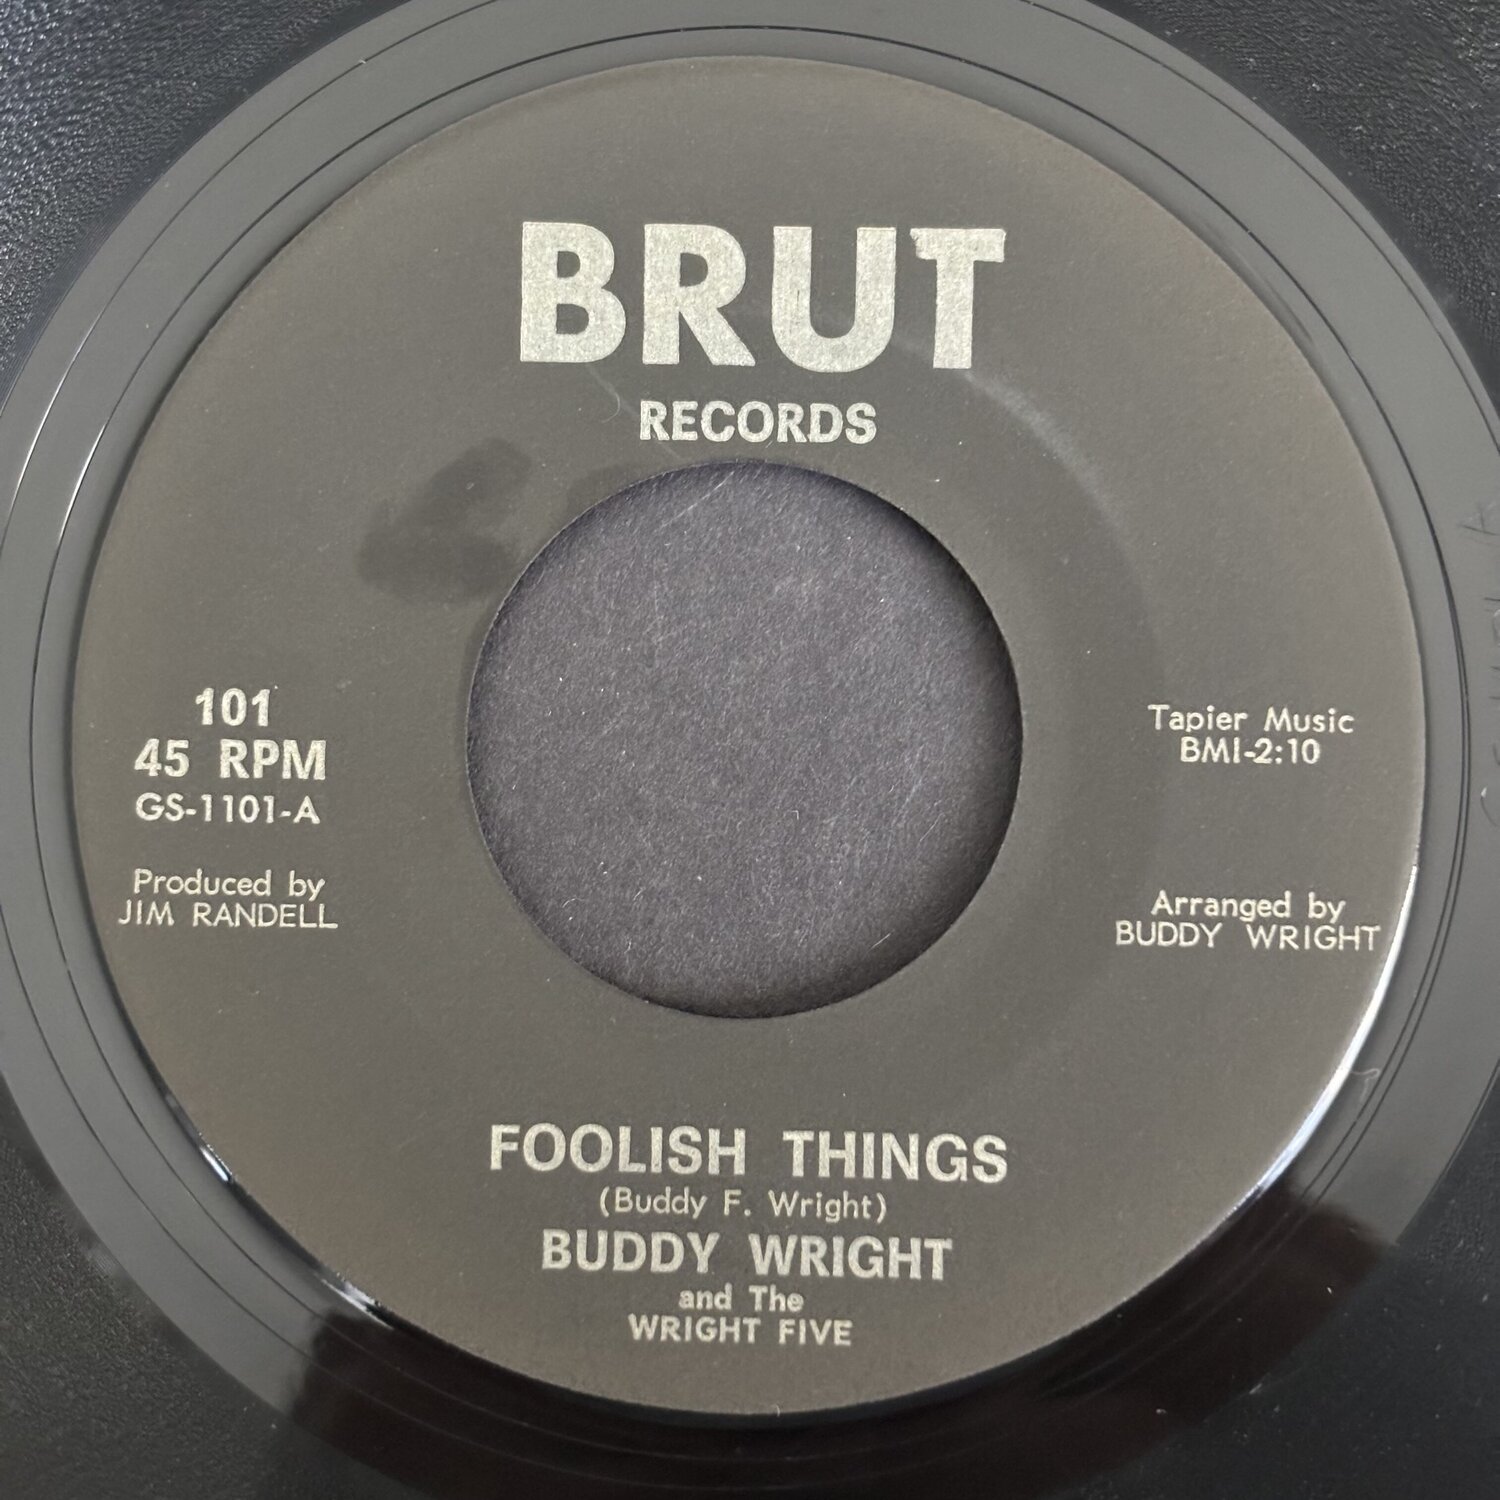 BRUT
RECORDS
101
45 RPM
GS-1101-A
Produced by
JIM RANDELL
Tapier Music
BMI-2:10
Arranged by
BUDDY WRIGHT
FOOLISH THINGS
(Buddy F. Wright)
BUDDY WRIGHT
and The
WRIGHT FIVE